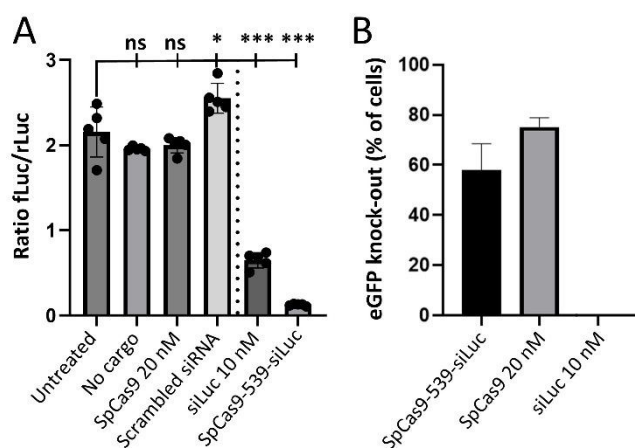 A
ns ns * *** ***
Ratio fLuc/rLuc
3
2
1
0
Untreated
No cargo
SpCas9 20 nM
Scrambled siRNA
siLuc 10 nM
SpCas9-539-siLuc
B
eGFP knock-out (% of cells)
100
80
60
40
20
0
SpCas9-539-siLuc
SpCas9 20 nM
siLuc 10 nM